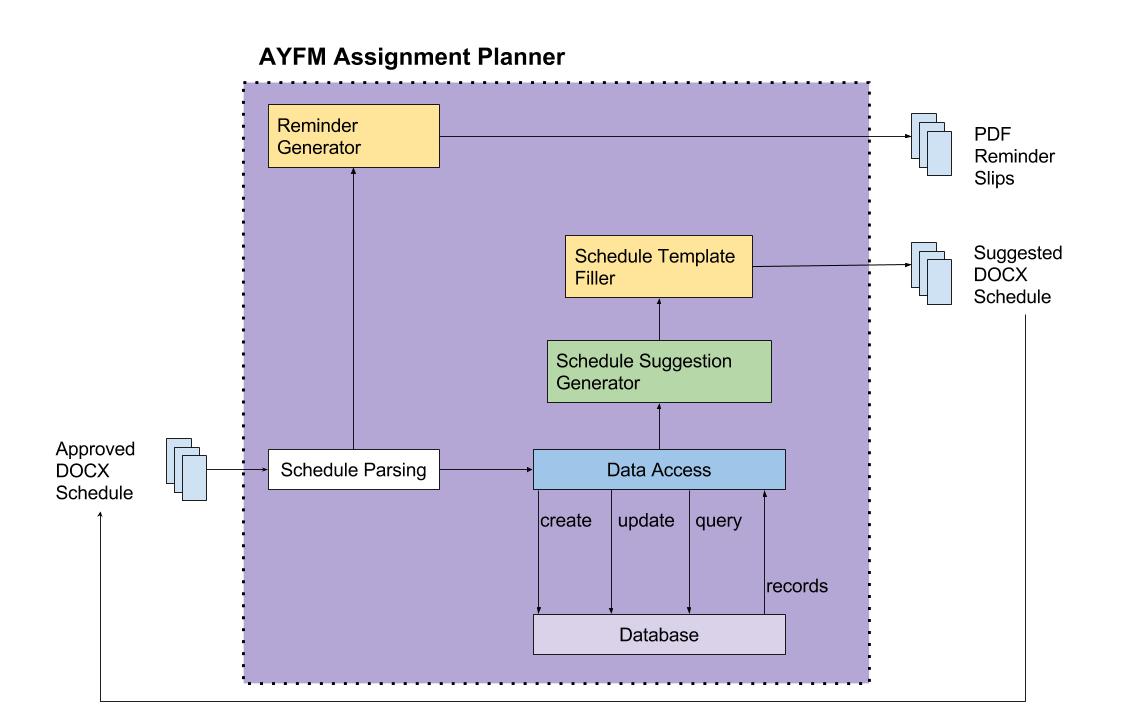 AYFM Assignment Planner
Reminder
Generator
PDF
Reminder
Slips
Schedule Template
Filler
Suggested
DOCX
Schedule
Schedule Suggestion
Generator
Approved
DOCX
Schedule
Schedule Parsing
Data Access
create
update
query
records
Database